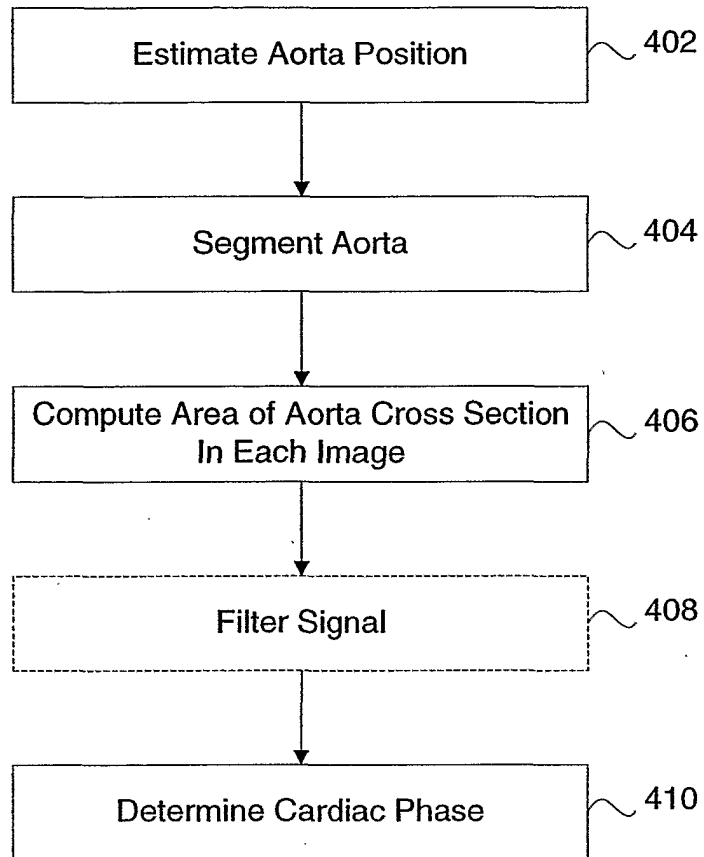 Estimate Aorta Position
402
Segment Aorta
404
Compute Area of Aorta Cross Section
In Each Image
406
Filter Signal
408
Determine Cardiac Phase
410